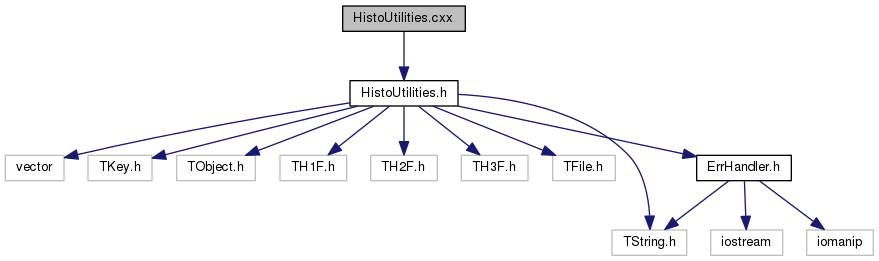 HistoUtilities.cxx
HistoUtilities.h
vector
TKey.h
TObject.h
TH1F.h
TH2F.h
TH3F.h
TFile.h
ErrHandler.h
TString.h
iostream
iomanip